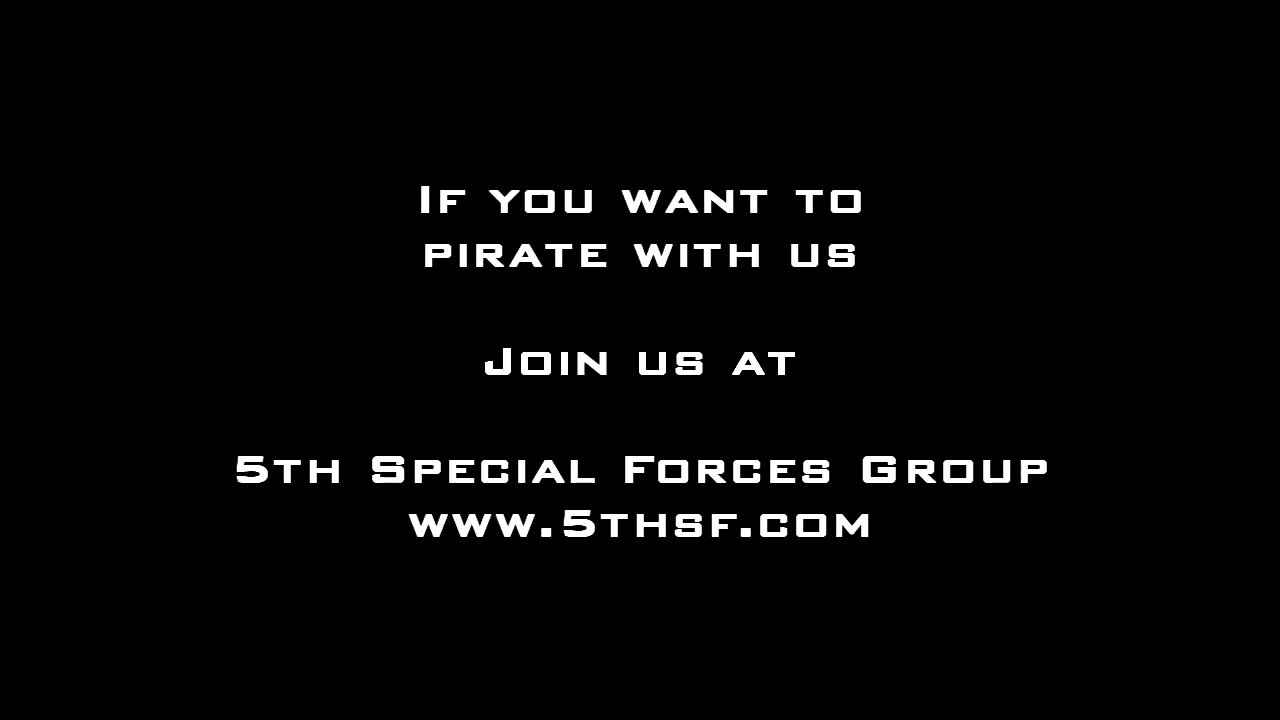 If you want to
pirate with us
Join us at
5th Special Forces Group
www.5thsf.com